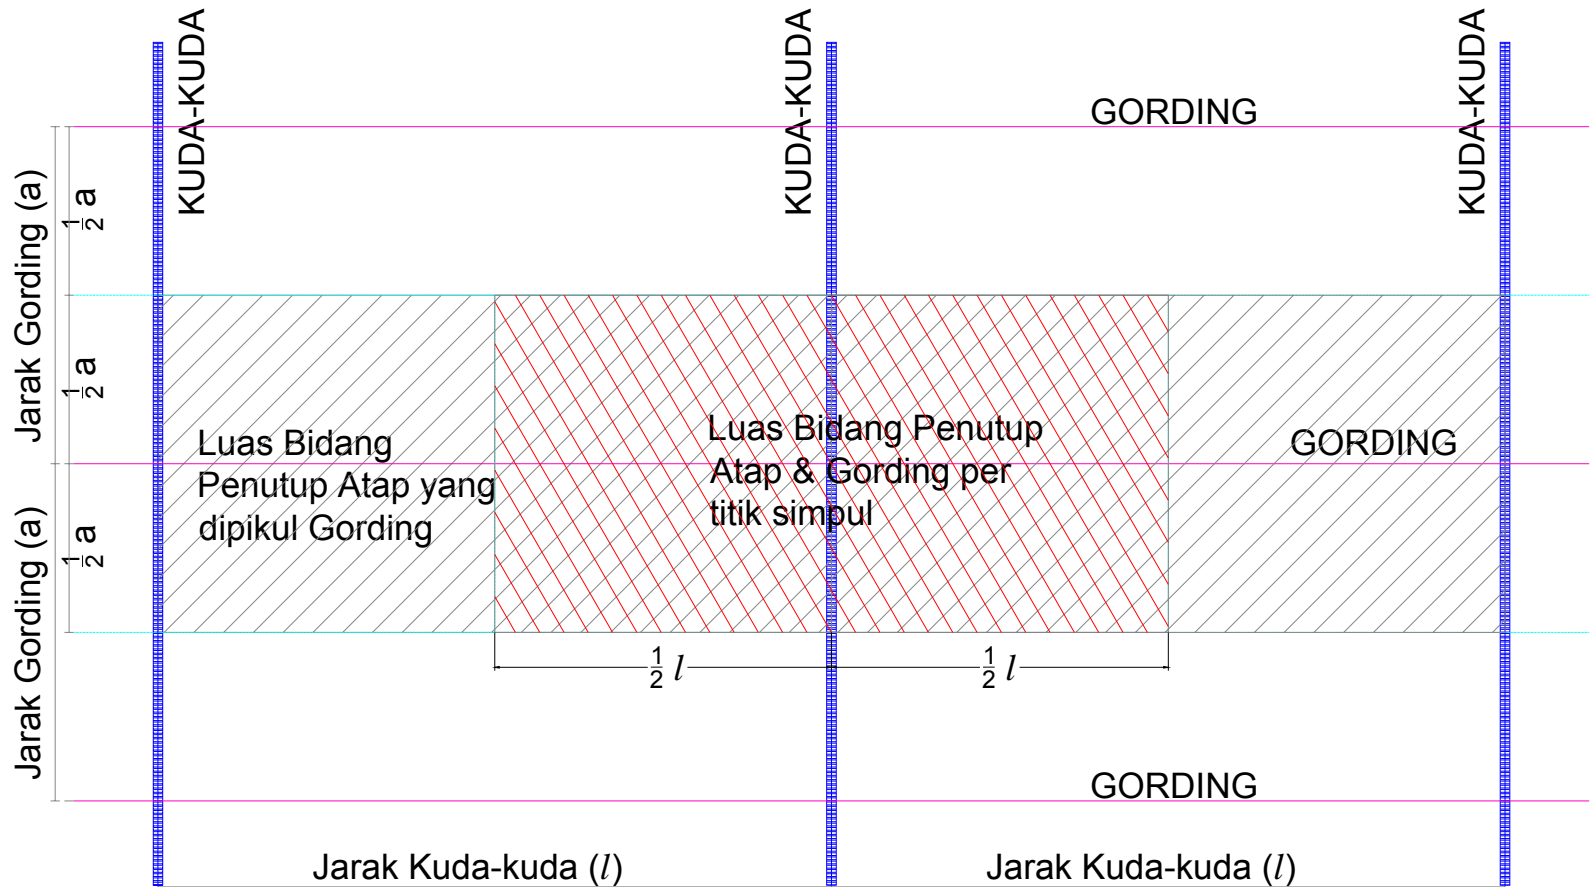 KUDA-KUDA
KUDA-KUDA
KUDA-KUDA
GORDING
Jarak Gording (a)
1/2 a
1/2 a
Luas Bidang
Penutup Atap yang
dipikul Gording
Luas Bidang Penutup
Atap & Gording per
titik simpul
GORDING
Jarak Gording (a)
1/2 a
1/2 l
1/2 l
GORDING
Jarak Kuda-kuda (l)
Jarak Kuda-kuda (l)